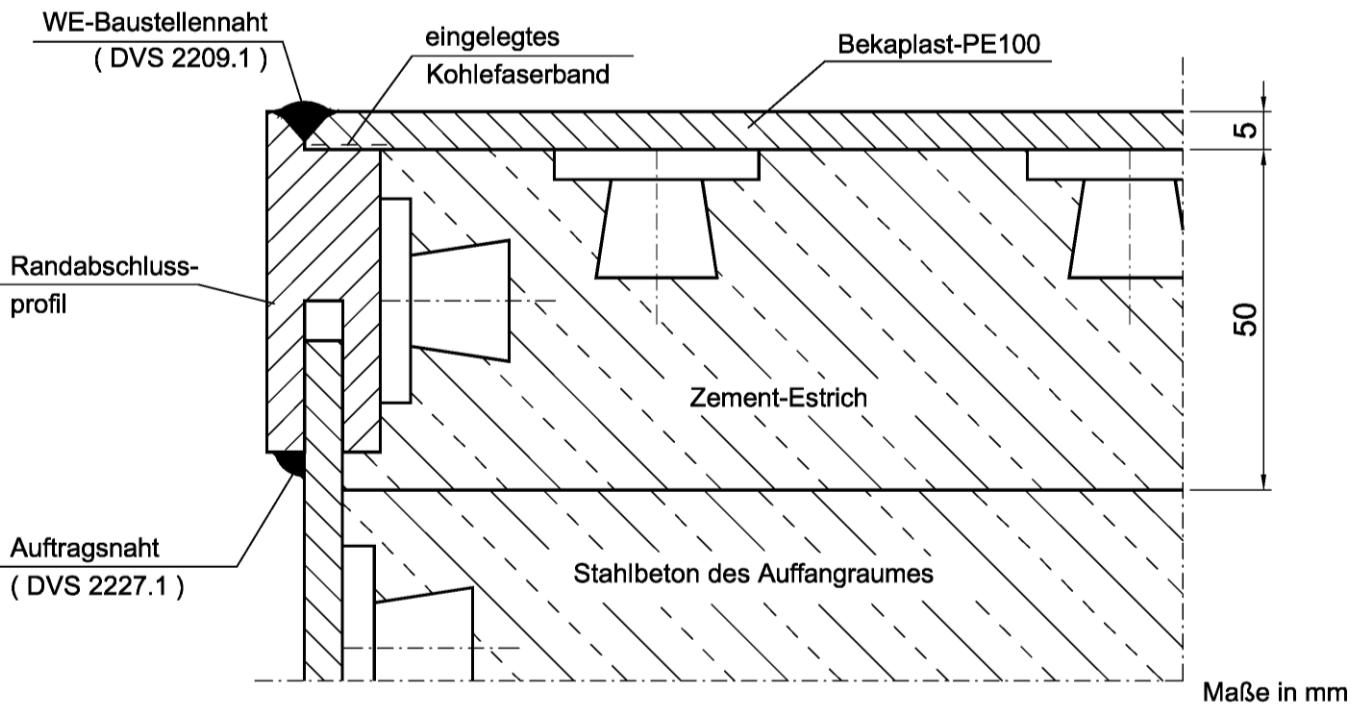 WE-Baustellennaht
( DVS 2209.1 )
eingelegtes
Kohlefaserband
Bekaplast-PE100
5
50
Randabschluss-
profil
Zement-Estrich
Auftragsnaht
( DVS 2227.1 )
Stahlbeton des Auffangraumes
Maße in mm